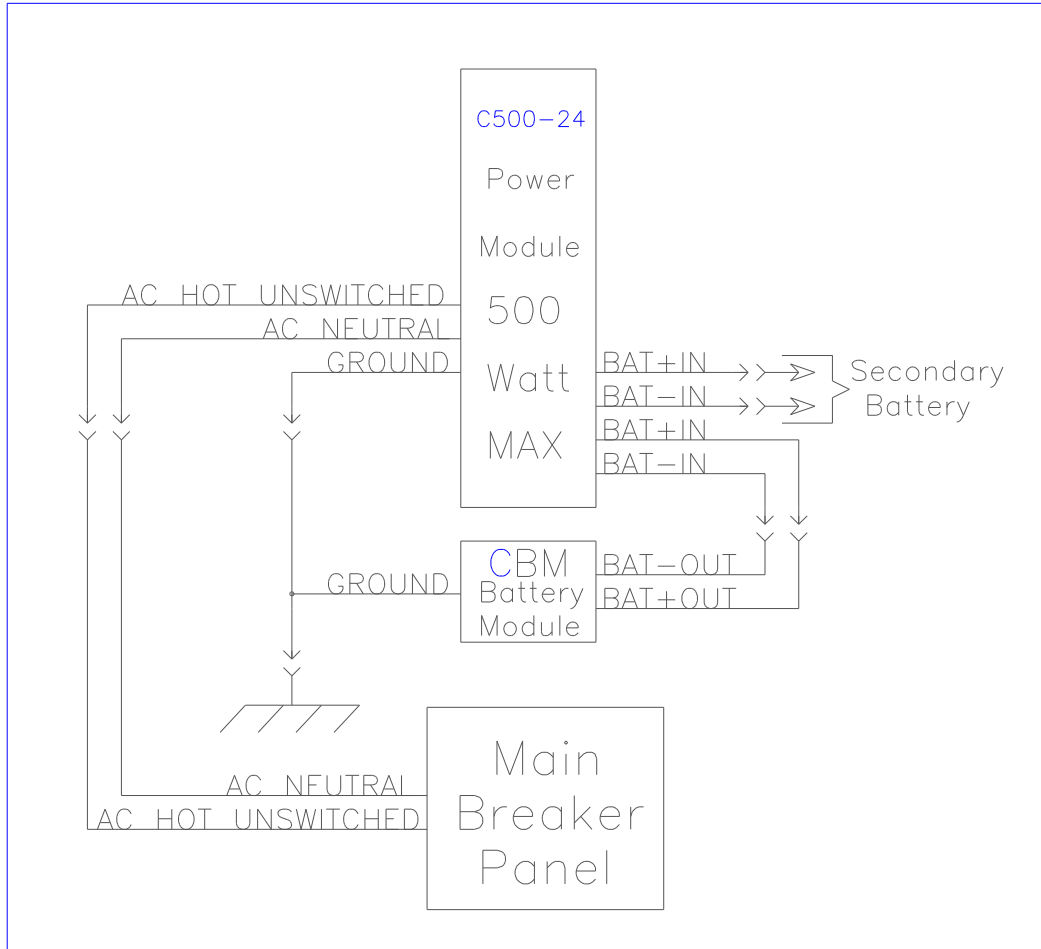 C500-24
Power
Module
500
Watt
MAX
AC HOT UNSWITCHED
AC NEUTRAL
GROUND
BAT+IN
BAT-IN
BAT+IN
BAT-IN
Secondary
Battery
CBM
Battery
Module
GROUND
BAT-OUT
BAT+OUT
AC NEUTRAL
AC HOT UNSWITCHED
Main
Breaker
Panel